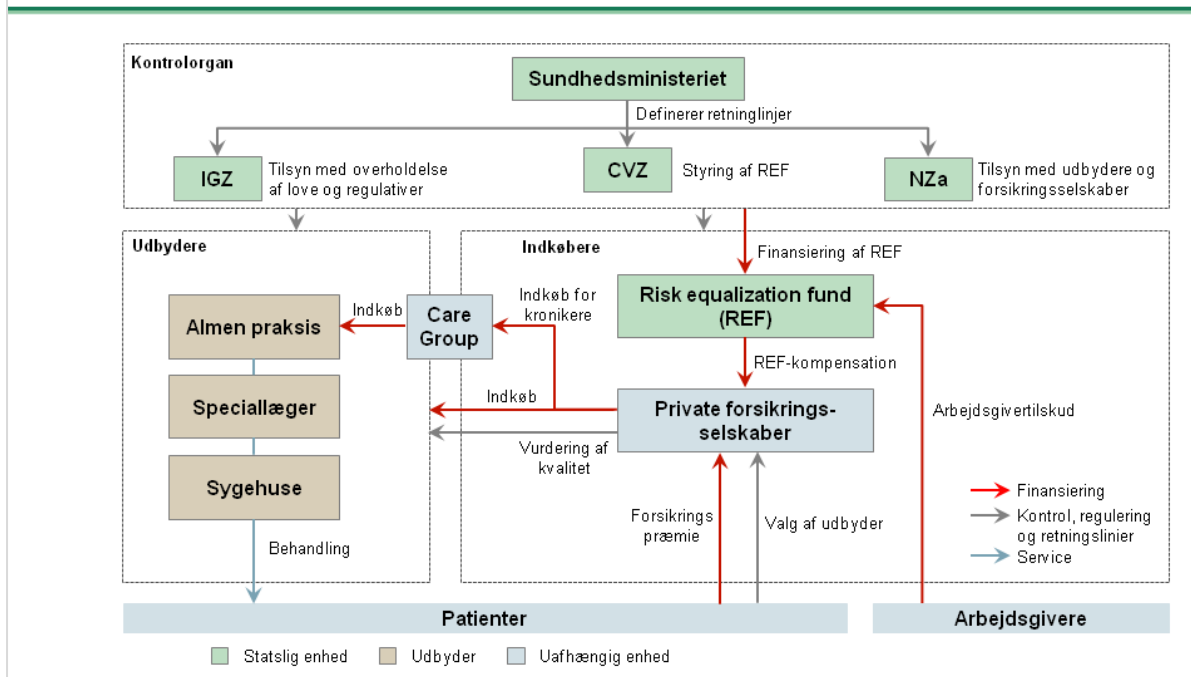 Kontrolorgan
Sundhedsministeriet
Definerer retninglinjer
IGZ
Tilsyn med overholdelse
af love og regulativer
CVZ
Styring af REF
NZa
Tilsyn med udbydere og
forsikringsselskaber
Udbydere
Indkøbere
Finansiering af REF
Almen praksis
Indkøb
Care
Group
Indkøb for
kronikere
Risk equalization fund
(REF)
REF-kompensation
Speciallæger
Indkøb
Private forsikrings-
selskaber
Arbejdsgivertilskud
Vurdering af
kvalitet
Sygehuse
Behandling
Forsikrings
præmie
Valg af udbyder
Finansiering
Kontrol, regulering
og retningslinier
Service
Patienter
Arbejdsgivere
Statslig enhed
Udbyder
Uafhængig enhed